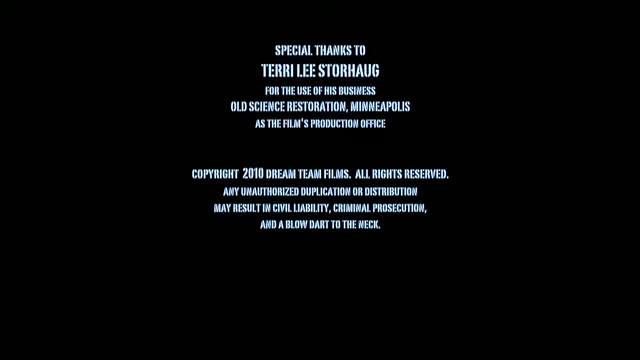 SPECIAL THANKS TO
TERRI LEE STORHAUG
FOR THE USE OF HIS BUSINESS
OLD SCIENCE RESTORATION, MINNEAPOLIS
AS THE FILM'S PRODUCTION OFFICE
COPYRIGHT 2010 DREAM TEAM FILMS. ALL RIGHTS RESERVED.
ANY UNAUTHORIZED DUPLICATION OR DISTRIBUTION
MAY RESULT IN CIVIL LIABILITY, CRIMINAL PROSECUTION,
AND A BLOW DART TO THE NECK.